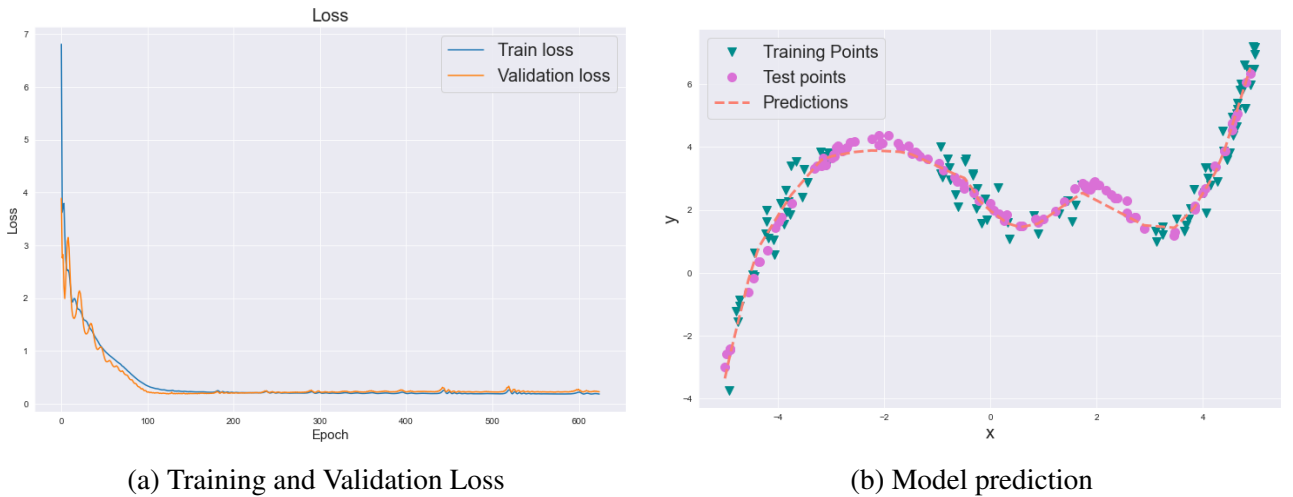 Loss
7
6
5
4
3
2
1
0
Loss
0
100
200
300
400
500
600
Epoch
Train loss
Validation loss
(a) Training and Validation Loss
Training Points
Test points
Predictions
6
4
2
0
−2
−4
y
−4
−2
0
2
4
x
(b) Model prediction